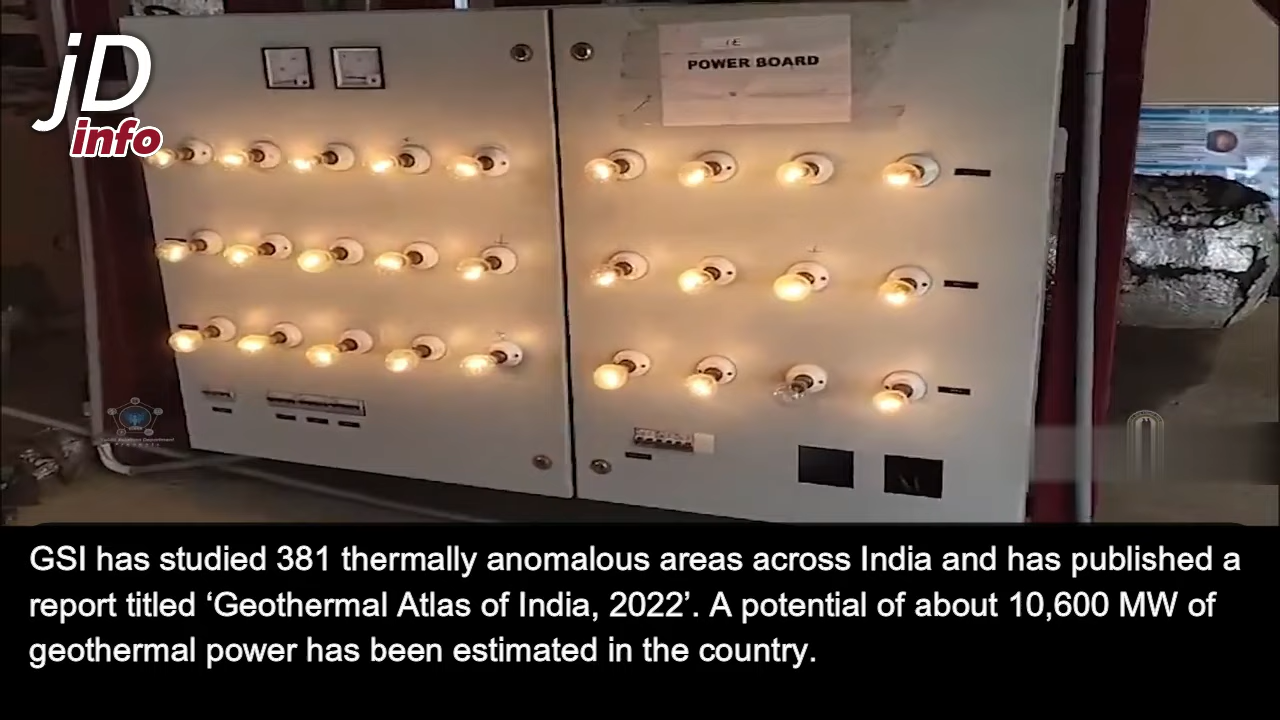 jD
info
1E
POWER BOARD
GSI has studied 381 thermally anomalous areas across India and has published a
report titled ‘Geothermal Atlas of India, 2022’. A potential of about 10,600 MW of
geothermal power has been estimated in the country.